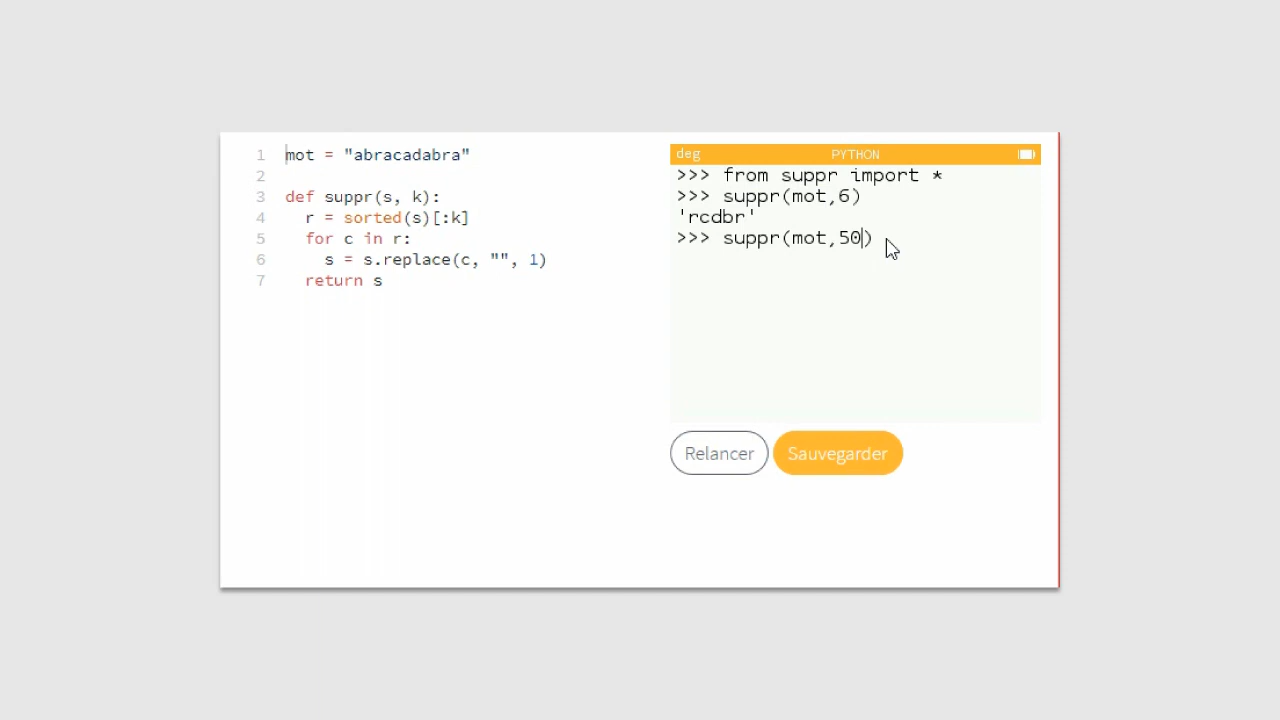 1 mot = "abracadabra"
2
3 def suppr(s, k):
4   r = sorted(s)[:k]
5   for c in r:
6     s = s.replace(c, "", 1)
7   return s
deg PYTHON
>>> from suppr import *
>>> suppr(mot,6)
'rcdbr'
>>> suppr(mot,50)
Relancer Sauvegarder